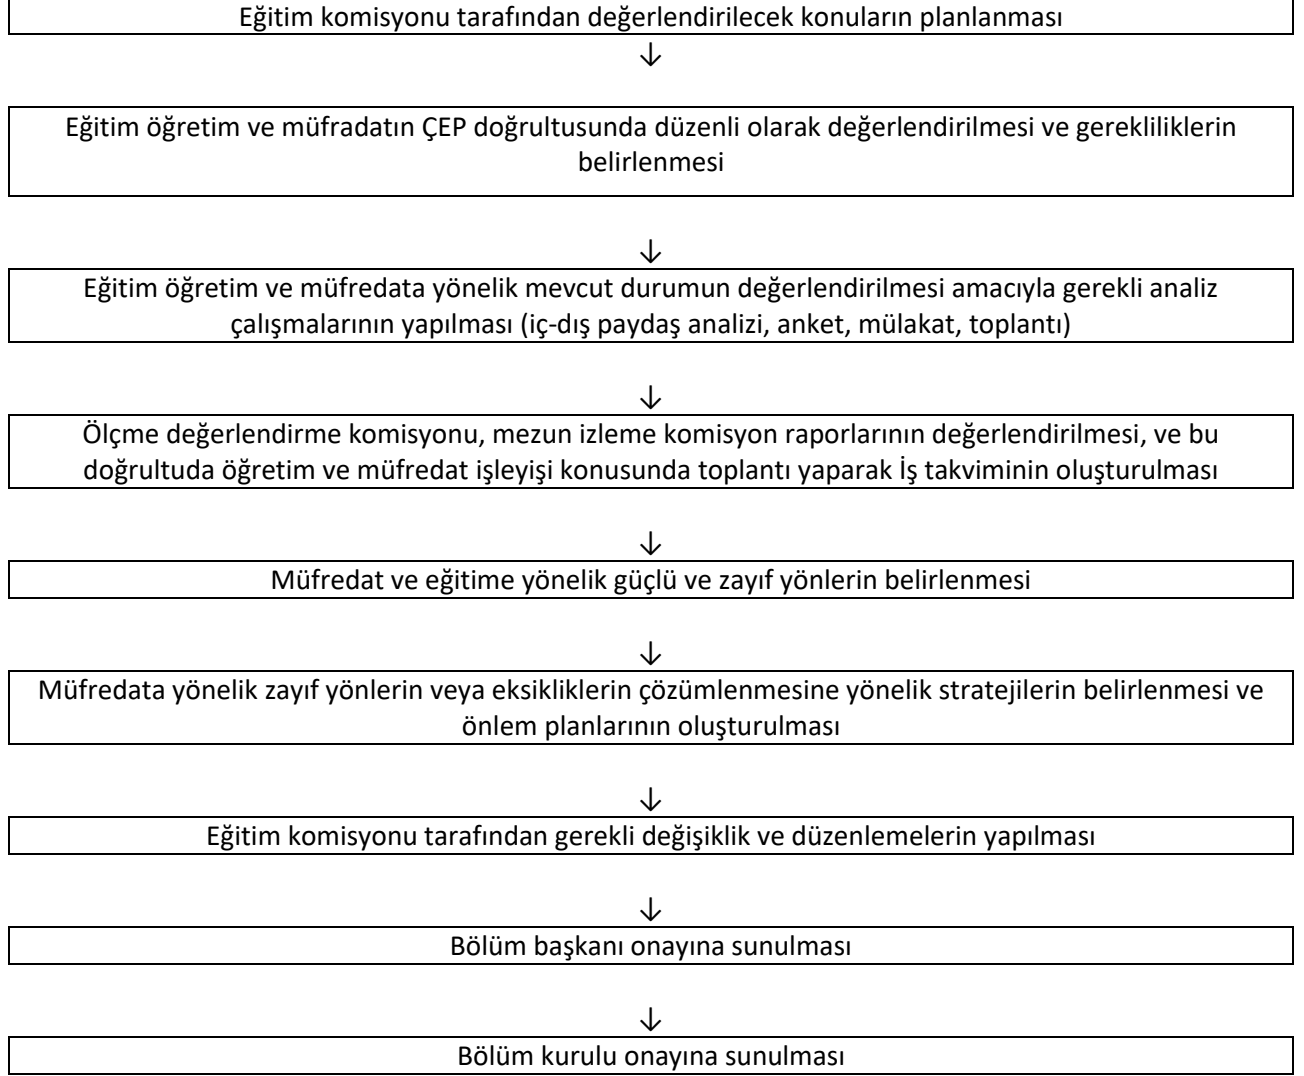 Eğitim komisyonu tarafından değerlendirilecek konuların planlanması
↓
Eğitim öğretim ve müfradatın ÇEP doğrultusunda düzenli olarak değerlendirilmesi ve gerekliliklerin
belirlenmesi
↓
Eğitim öğretim ve müfredata yönelik mevcut durumun değerlendirilmesi amacıyla gerekli analiz
çalışmalarının yapılması (iç-dış paydaş analizi, anket, mülakat, toplantı)
↓
Ölçme değerlendirme komisyonu, mezun izleme komisyon raporlarının değerlendirilmesi, ve bu
doğrultuda öğretim ve müfredat işleyişi konusunda toplantı yaparak İş takviminin oluşturulması
↓
Müfredat ve eğitime yönelik güçlü ve zayıf yönlerin belirlenmesi
↓
Müfredata yönelik zayıf yönlerin veya eksikliklerin çözümlenmesine yönelik stratejilerin belirlenmesi ve
önlem planlarının oluşturulması
↓
Eğitim komisyonu tarafından gerekli değişiklik ve düzenlemelerin yapılması
↓
Bölüm başkanı onayına sunulması
↓
Bölüm kurulu onayına sunulması